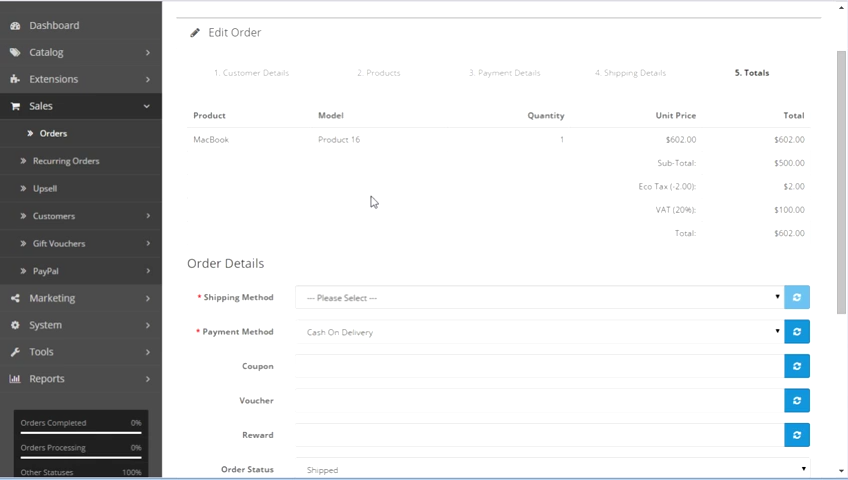 Dashboard
Catalog
Extensions
Sales
Orders
Recurring Orders
Upsell
Customers
Gift Vouchers
PayPal
Marketing
System
Tools
Reports
Orders Completed 0%
Orders Processing 0%
Other Statuses 100%
Edit Order
1. Customer Details 2. Products 3. Payment Details 4. Shipping Details 5. Totals
Product Model Quantity Unit Price Total
MacBook Product 16 1 $602.00 $602.00
Sub-Total: $500.00
Eco Tax (-2.00): $2.00
VAT (20%): $100.00
Total: $602.00
Order Details
* Shipping Method --- Please Select ---
* Payment Method Cash On Delivery
Coupon
Voucher
Reward
Order Status Shipped